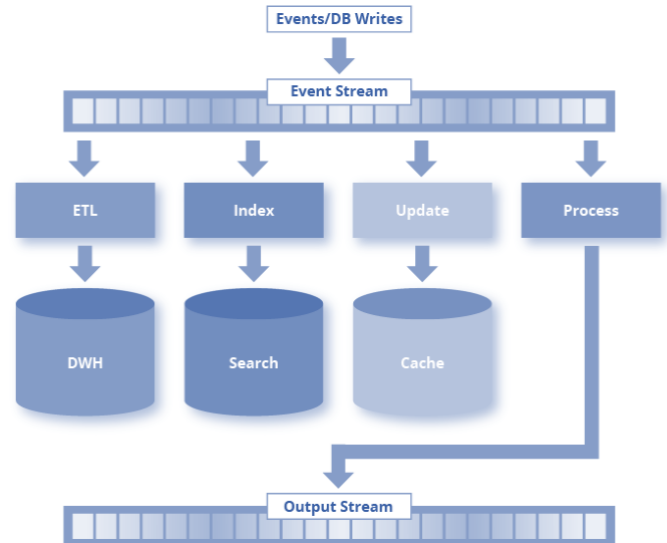 Events/DB Writes
Event Stream
ETL
Index
Update
Process
DWH
Search
Cache
Output Stream